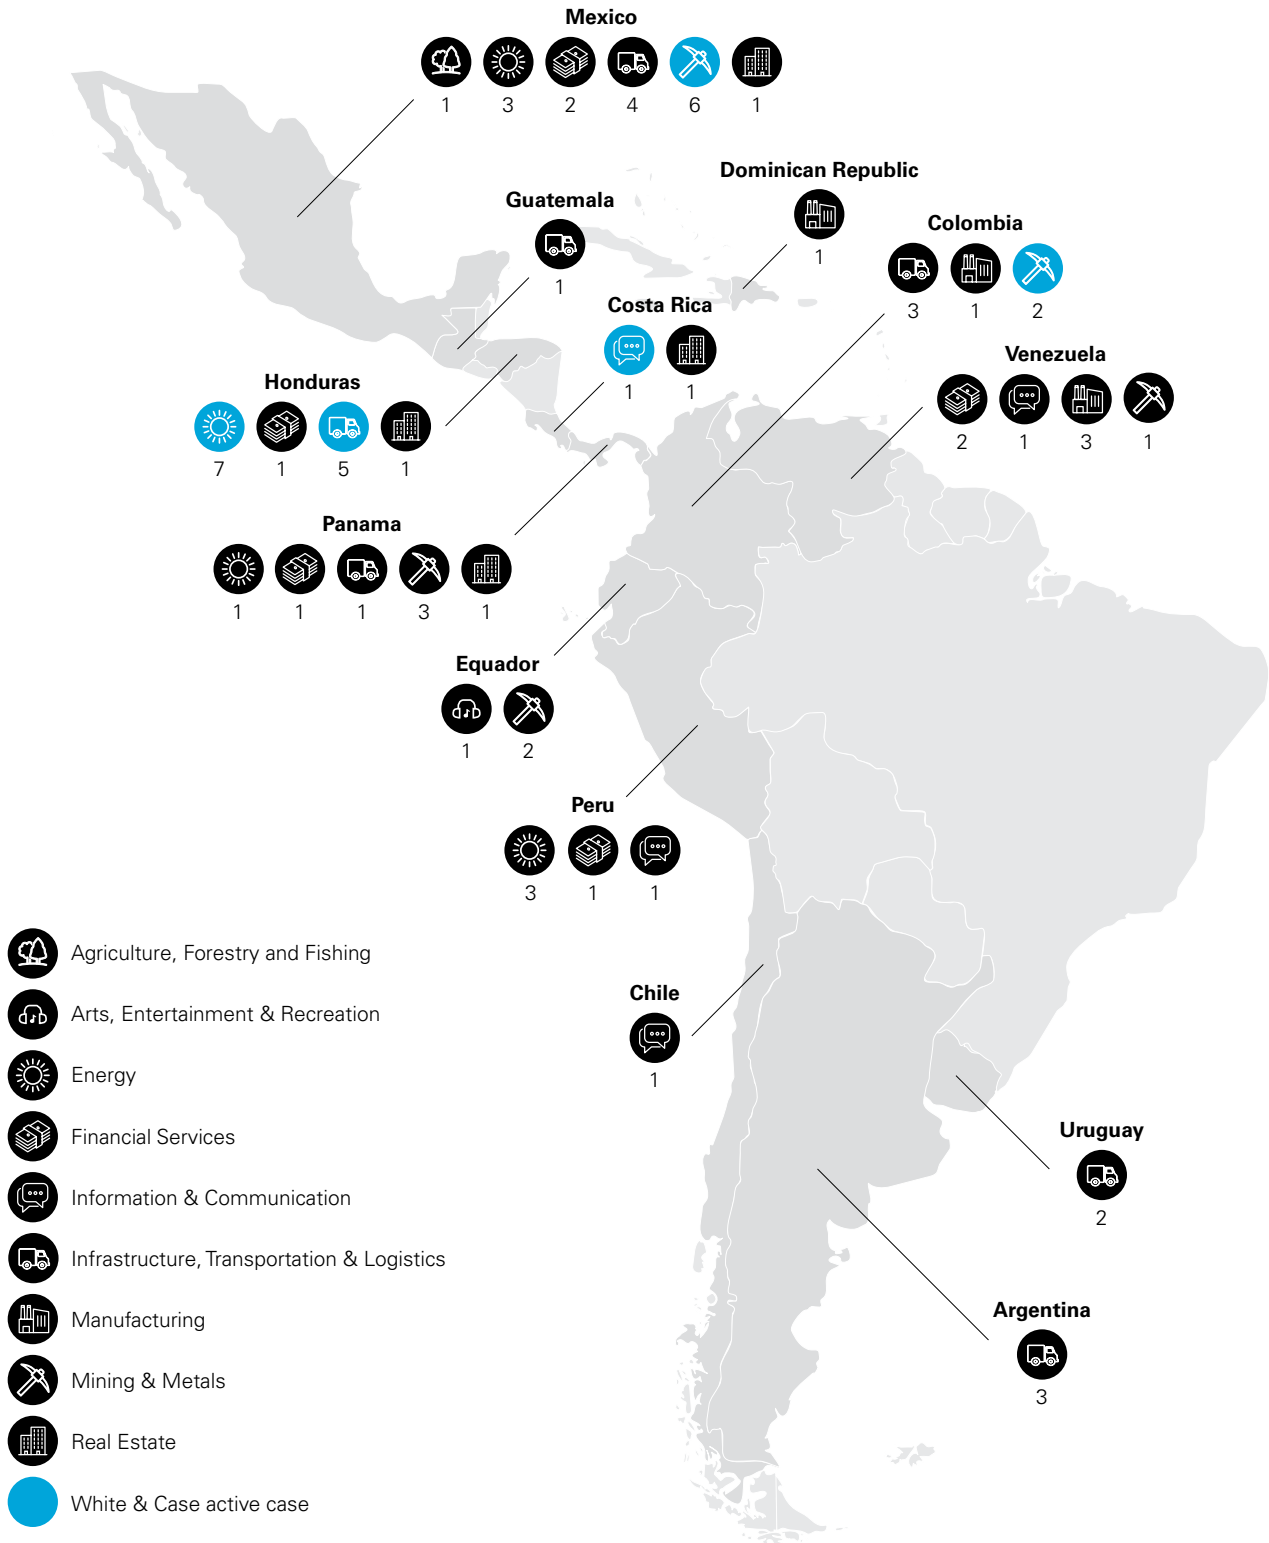 Mexico
1 3 2 4 6 1
Dominican Republic
1
Guatemala
1
Colombia
3 1 2
Costa Rica
1 1
Venezuela
2 1 3 1
Honduras
7 1 5 1
Panama
1 1 1 3 1
Equador
1 2
Peru
3 1 1
Chile
1
Uruguay
2
Argentina
3
Agriculture, Forestry and Fishing
Arts, Entertainment & Recreation
Energy
Financial Services
Information & Communication
Infrastructure, Transportation & Logistics
Manufacturing
Mining & Metals
Real Estate
White & Case active case